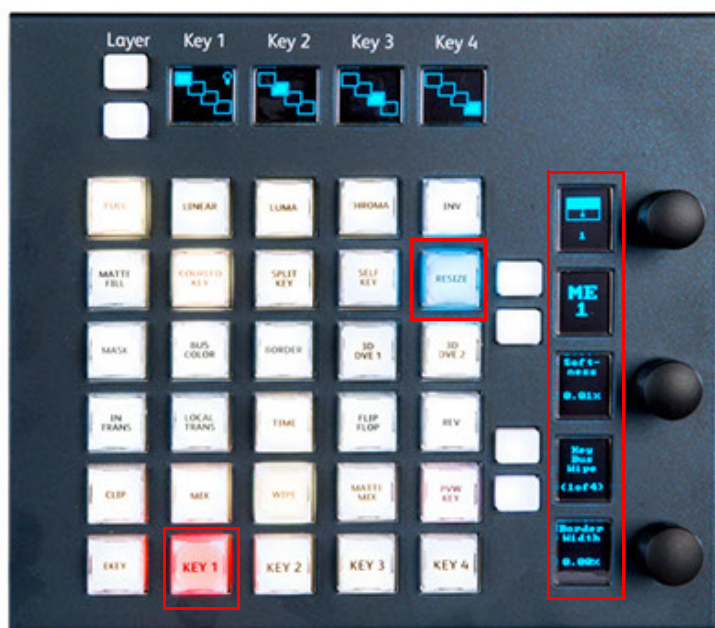 Layer Key 1 Key 2 Key 3 Key 4
FULL LINEAR LUMA CHROMA INV
1
MATTE
FILL
COUPLED
KEY
SPLIT
KEY
SELF
KEY
RESIZE
ME
1
MASK
BUS
COLOR
BORDER
3D
DVE 1
3D
DVE 2
Soft-
ness
0.01%
IN
TRANS
LOCAL
TRANS
TIME
FLIP
FLOP
REV
Key
Bus
Wipe
(1of4)
CLIP
MIX
WIPE
MATTE
MIX
PVW
KEY
Border
Width
0.00%
EKEY KEY 1 KEY 2 KEY 3 KEY 4